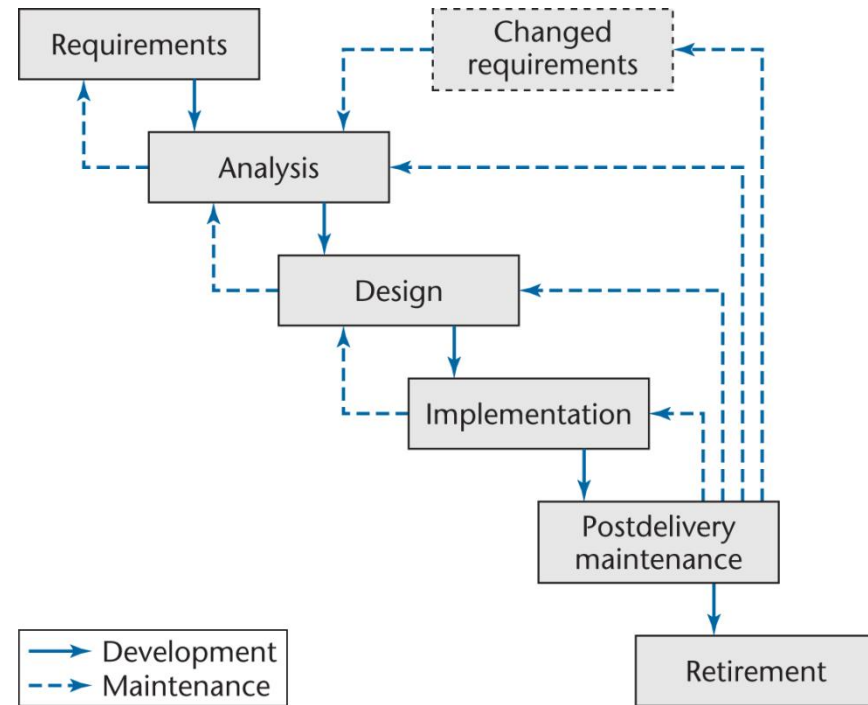 Requirements
Changed
requirements
Analysis
Design
Implementation
Postdelivery
maintenance
Retirement
Development
Maintenance